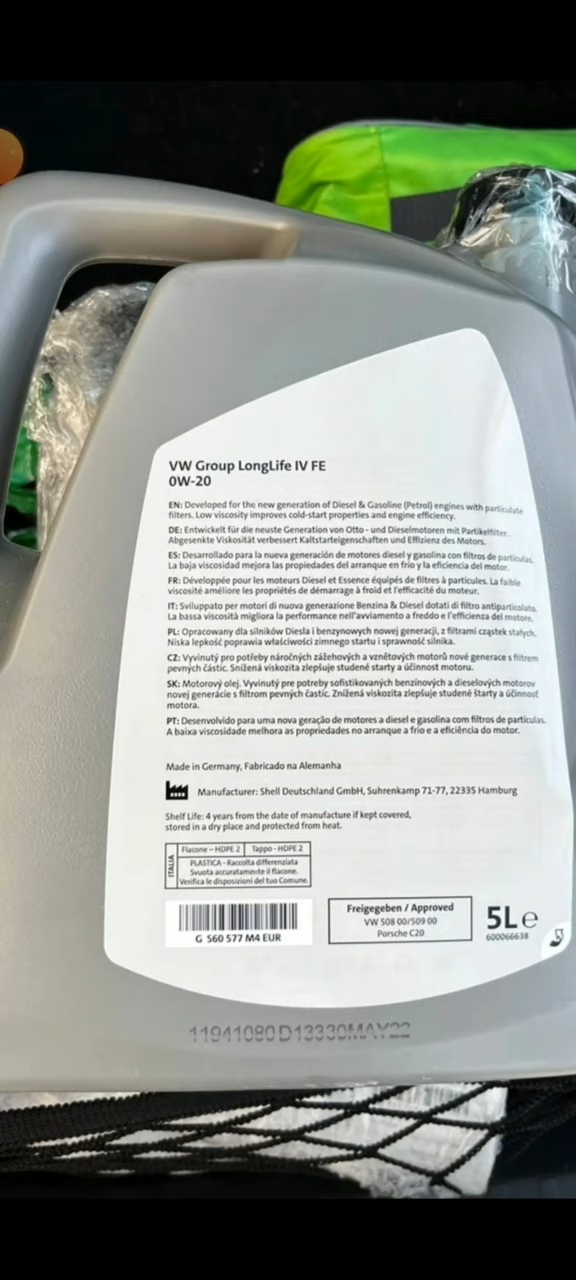 VW Group LongLife IV FE
0W-20
EN: Developed for the new generation of Diesel & Gasoline (Petrol) engines with particulate
filters. Low viscosity improves cold-start properties and engine efficiency.
DE: Entwickelt für die neuste Generation von Otto - und Dieselmotoren mit Partikelfilter.
Abgesenkte Viskosität verbessert Kaltstarteigenschaften und Effizienz des Motors.
ES: Desarrollado para la nueva generación de motores diesel y gasolina con filtros de partículas.
La baja viscosidad mejora las propiedades del arranque en frio y la eficiencia del motor.
FR: Développée pour les moteurs Diesel et Essence équipés de filtres à particules. La faible
viscosité améliore les propriétés de démarrage à froid et l'efficacité du moteur.
IT: Sviluppato per motori di nuova generazione Benzina & Diesel dotati di filtro antiparticolato.
La bassa viscosità migliora la performance nell'avviamento a freddo e l'efficienza del motore.
PL: Opracowany dla silników Diesla i benzynowych nowej generacji, z filtrami cząstek stałych.
Niska lepkość poprawia właściwości zimnego startu i sprawność silnika.
CZ: Vyvinutý pro potřeby náročných zážehových a vznětových motorů nové generace s filtrem
pevných částic. Snížená viskozita zlepšuje studené starty a účinnost motoru.
SK: Motorový olej. Vyvinutý pre potreby sofistikovaných benzínových a dieselových motorov
novej generácie s filtrom pevných častíc. Znížená viskozita zlepšuje studené štarty a účinnosť
motora.
PT: Desenvolvido para uma nova geração de motores a diesel e gasolina com filtros de partículas.
A baixa viscosidade melhora as propriedades no arranque a frio e a eficiência do motor.
Made in Germany, Fabricado na Alemanha
Manufacturer: Shell Deutschland GmbH, Suhrenkamp 71-77, 22335 Hamburg
Shelf Life: 4 years from the date of manufacture if kept covered,
stored in a dry place and protected from heat.
ITALIA
Flacone – HDPE 2 Tappo - HDPE 2
PLASTICA - Raccolta differenziata
Svuota accuratamente il flacone.
Verifica le disposizioni del tuo Comune.
G 560 577 M4 EUR
Freigegeben / Approved
VW 508 00/509 00
Porsche C20
5L e
600066638
11941080 D13330MAY22